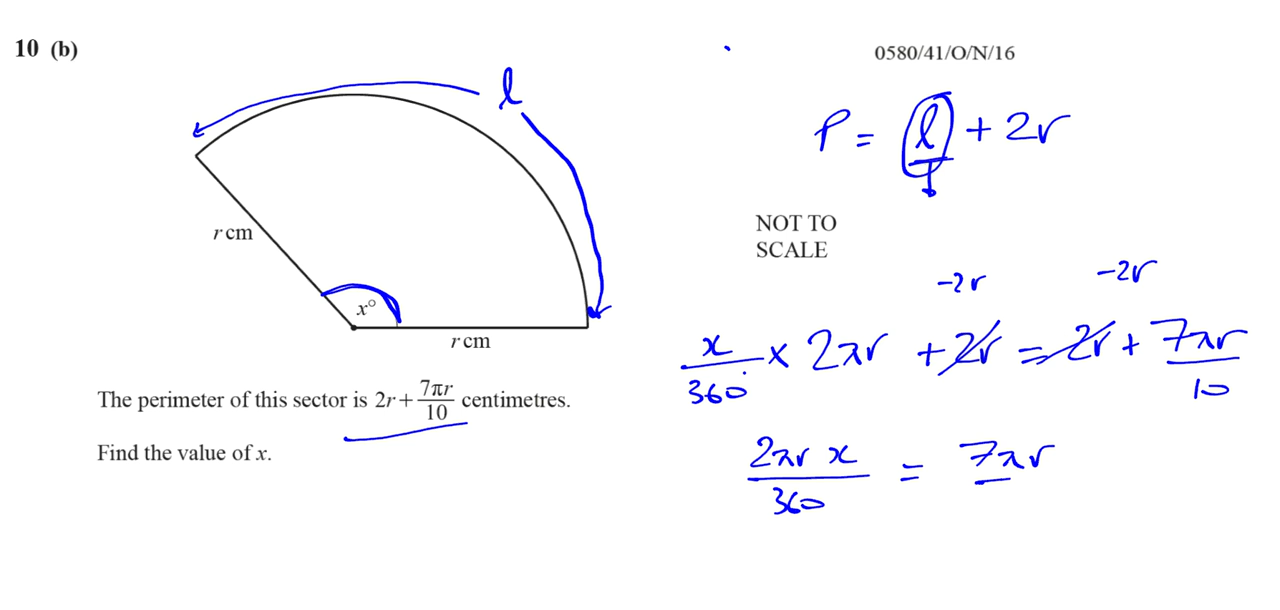 10 (b)
0580/41/O/N/16
l
P = l + 2r
NOT TO
SCALE
r cm
x°
r cm
-2r -2r
x/360 × 2πr + 2r = 2r + 7πr/10
The perimeter of this sector is 2r + 7πr/10 centimetres.
Find the value of x.
2πr x/360 = 7πr